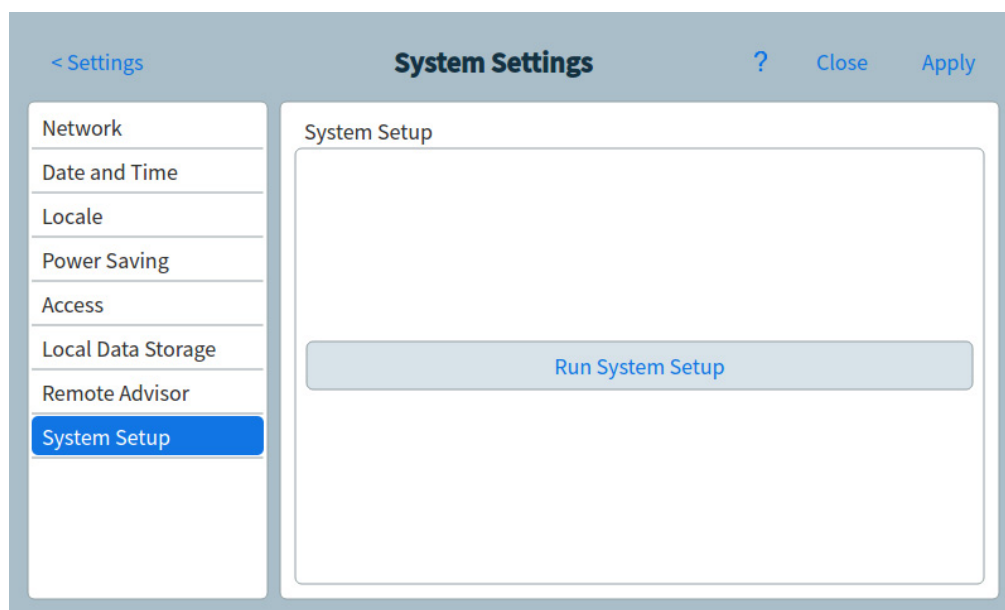 < Settings System Settings ? Close Apply
Network
Date and Time
Locale
Power Saving
Access
Local Data Storage
Remote Advisor
System Setup
System Setup
Run System Setup